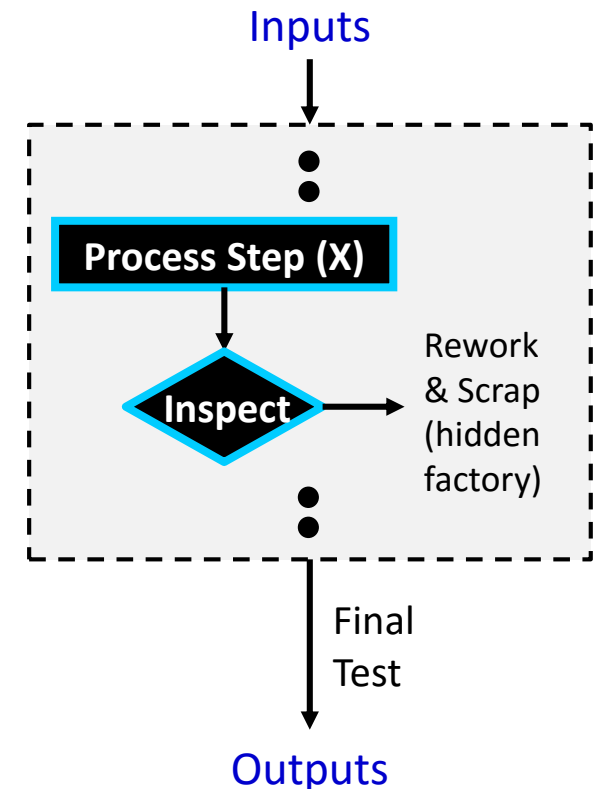 Inputs
Process Step (X)
Inspect
Rework
& Scrap
(hidden
factory)
Final
Test
Outputs